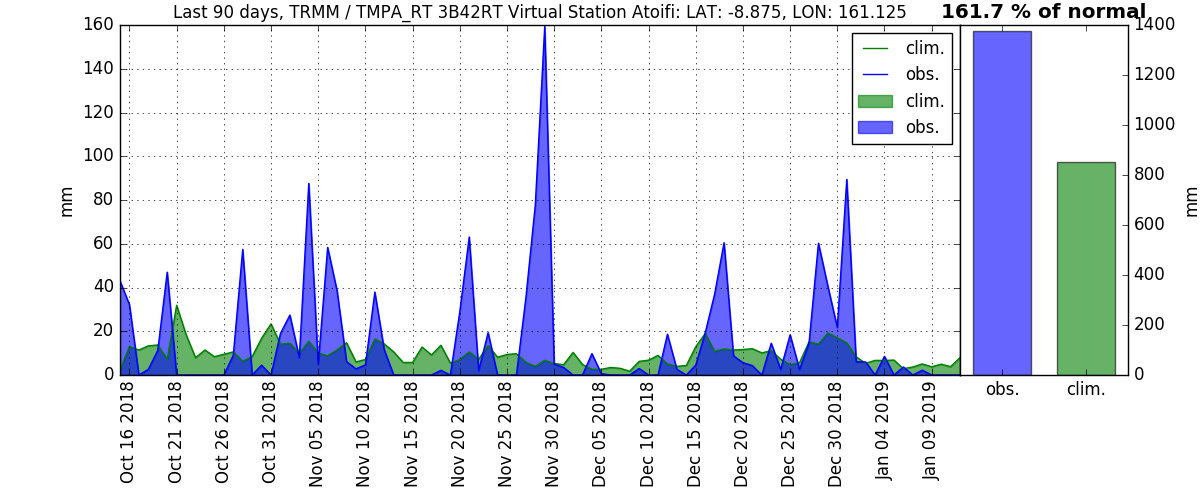 Last 90 days, TRMM / TMPA_RT 3B42RT Virtual Station Atoifi: LAT: -8.875, LON: 161.125
161.7 % of normal
160
140
120
100
80
60
40
20
0
mm
clim.
obs.
clim.
obs.
Oct 16 2018
Oct 21 2018
Oct 26 2018
Oct 31 2018
Nov 05 2018
Nov 10 2018
Nov 15 2018
Nov 20 2018
Nov 25 2018
Nov 30 2018
Dec 05 2018
Dec 10 2018
Dec 15 2018
Dec 20 2018
Dec 25 2018
Dec 30 2018
Jan 04 2019
Jan 09 2019
1400
1200
1000
800
600
400
200
0
mm
obs.
clim.